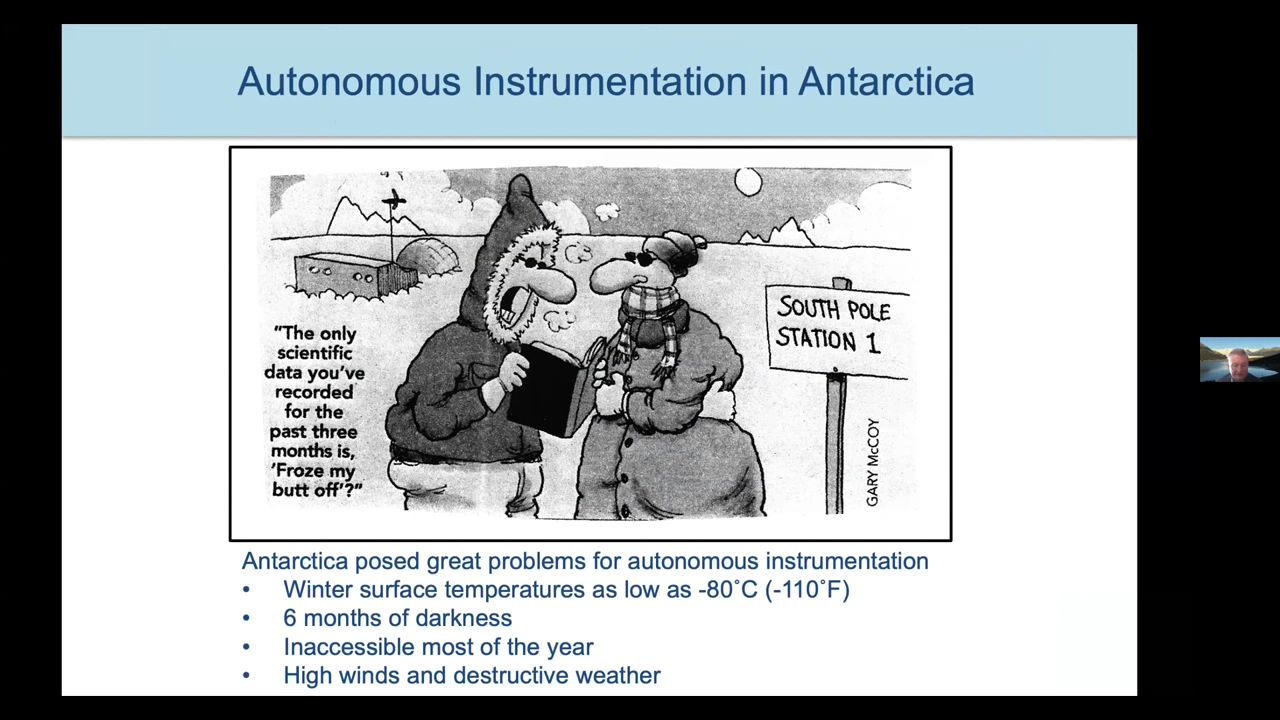 Autonomous Instrumentation in Antarctica
"The only
scientific
data you've
recorded
for the
past three
months is,
'Froze my
butt off'?"
SOUTH POLE
STATION 1
GARY McCOY
Antarctica posed great problems for autonomous instrumentation
• Winter surface temperatures as low as -80˚C (-110˚F)
• 6 months of darkness
• Inaccessible most of the year
• High winds and destructive weather